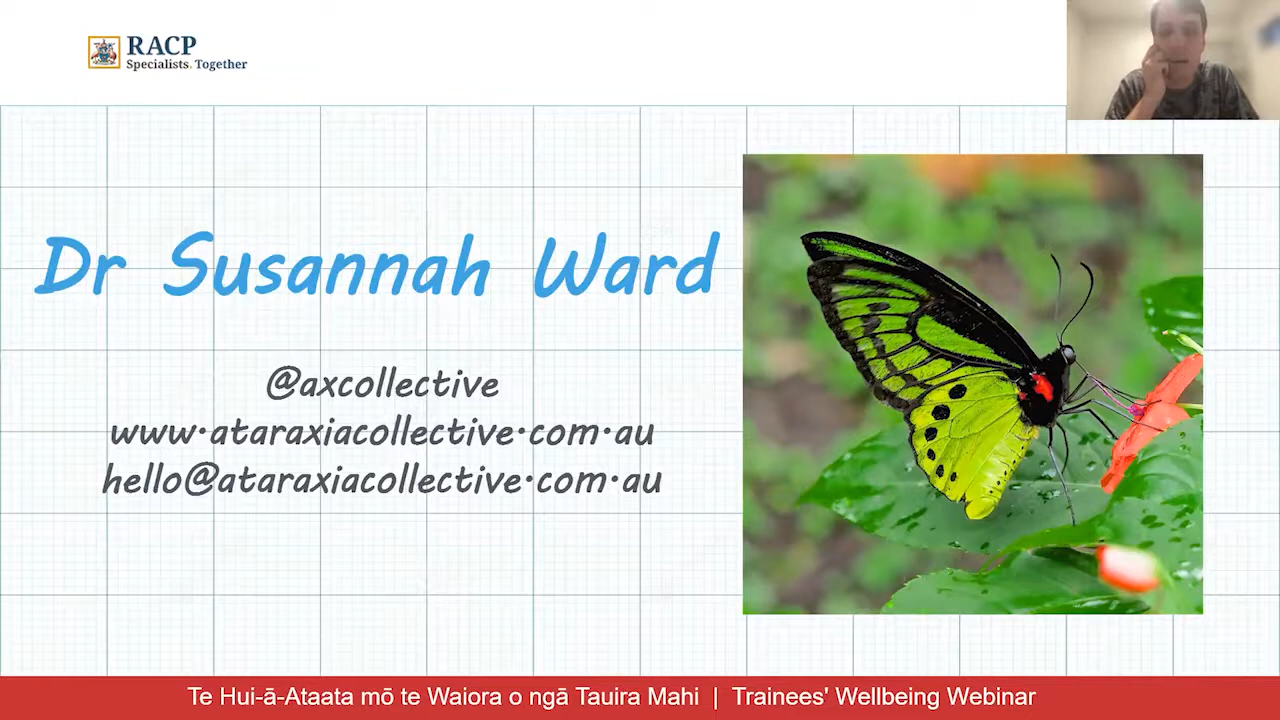 RACP
Specialists. Together
Dr Susannah Ward
@axcollective
www.ataraxiacollective.com.au
hello@ataraxiacollective.com.au
Te Hui-ā-Ataata mō te Waiora o ngā Tauira Mahi | Trainees' Wellbeing Webinar